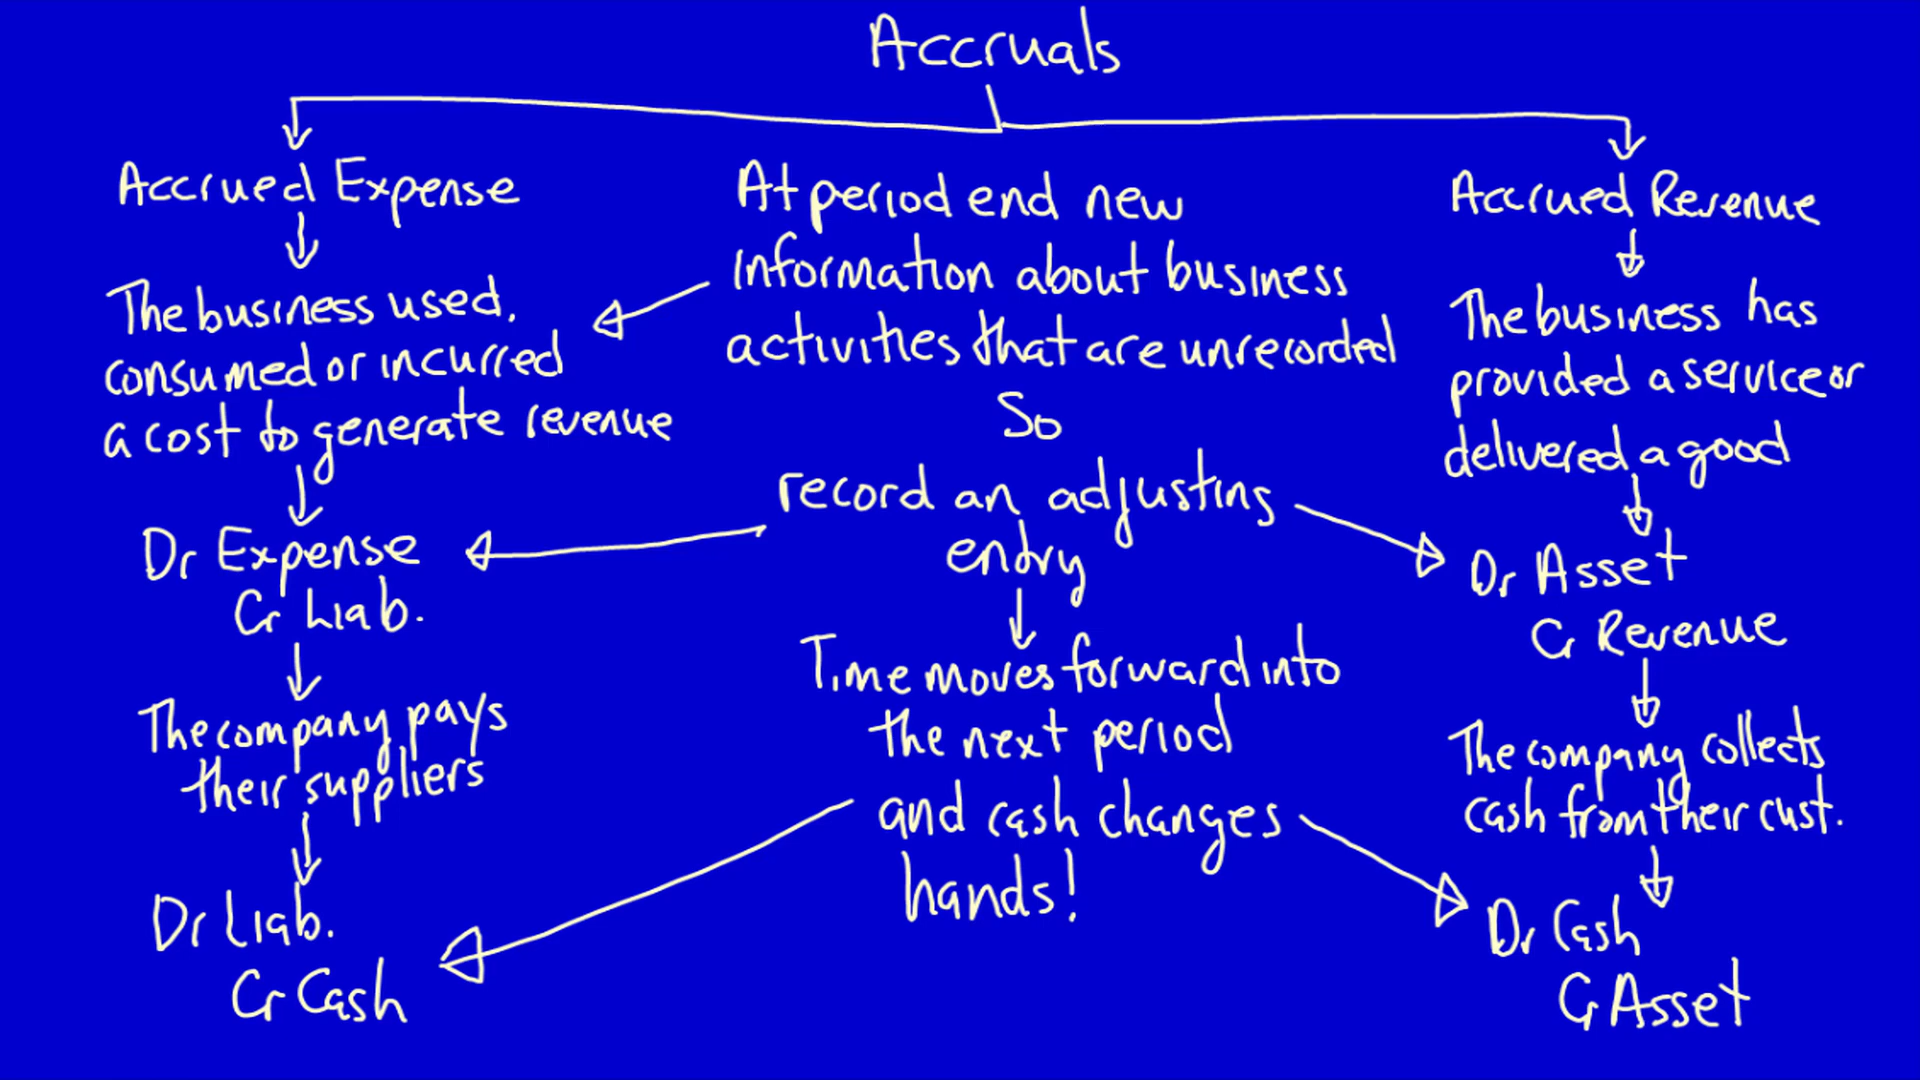 Accruals
Accrued Expense
The business used,
consumed or incurred
a cost to generate revenue
Dr Expense
Cr Liab.
The company pays
their suppliers
Dr Liab.
Cr Cash
At period end new
information about business
activities that are unrecorded
So
record an adjusting
entry
Time moves forward into
the next period
and cash changes
hands!
Accrued Revenue
The business has
provided a service or
delivered a good
Dr Asset
Cr Revenue
The company collects
cash from their cust.
Dr Cash
Cr Asset